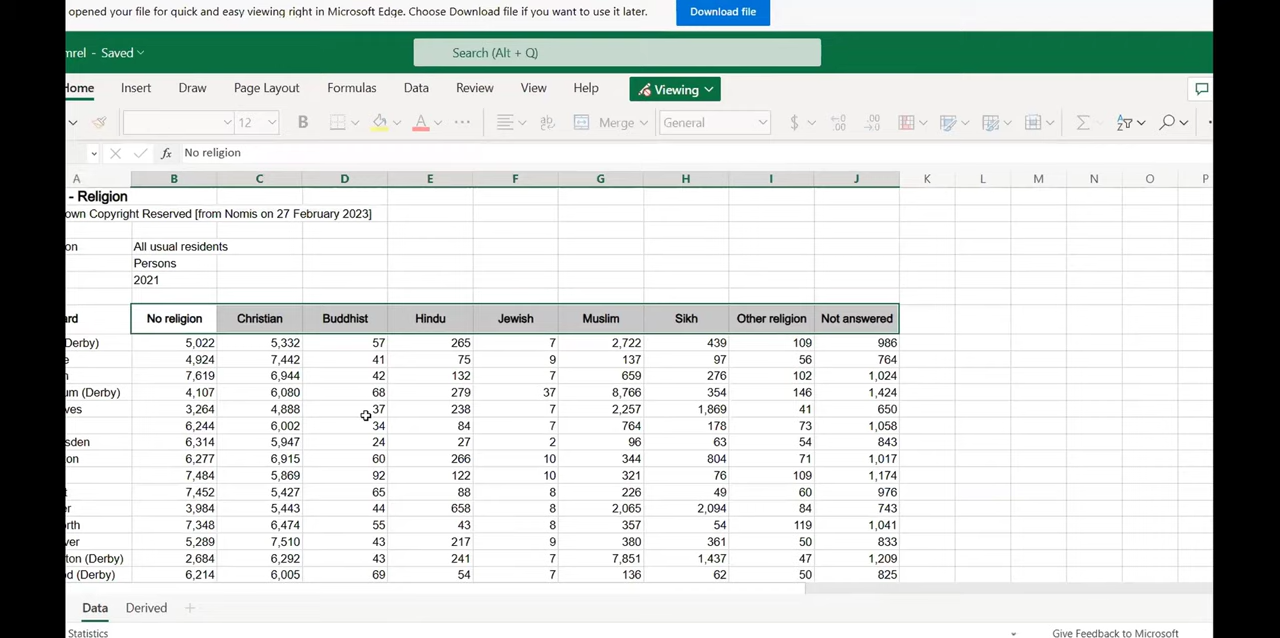 opened your file for quick and easy viewing right in Microsoft Edge. Choose Download file if you want to use it later. Download file
mrel - Saved Search (Alt + Q)
Home Insert Draw Page Layout Formulas Data Review View Help Viewing
12 B A ... ab Merge General $ .00 Σ
fx No religion
A B C D E F G H I J K L M N O P
- Religion
own Copyright Reserved [from Nomis on 27 February 2023]
on All usual residents
Persons
2021
ard No religion Christian Buddhist Hindu Jewish Muslim Sikh Other religion Not answered
Derby) 5,022 5,332 57 265 7 2,722 439 109 986
e 4,924 7,442 41 75 9 137 97 56 764
n 7,619 6,944 42 132 7 659 276 102 1,024
um (Derby) 4,107 6,080 68 279 37 8,766 354 146 1,424
ves 3,264 4,888 37 238 7 2,257 1,869 41 650
6,244 6,002 34 84 7 764 178 73 1,058
sden 6,314 5,947 24 27 2 96 63 54 843
on 6,277 6,915 60 266 10 344 804 71 1,017
7,484 5,869 92 122 10 321 76 109 1,174
t 7,452 5,427 65 88 8 226 49 60 976
r 3,984 5,443 44 658 8 2,065 2,094 84 743
rth 7,348 6,474 55 43 8 357 54 119 1,041
ver 5,289 7,510 43 217 9 380 361 50 833
ton (Derby) 2,684 6,292 43 241 7 7,851 1,437 47 1,209
d (Derby) 6,214 6,005 69 54 7 136 62 50 825
Data Derived +
Statistics Give Feedback to Microsoft